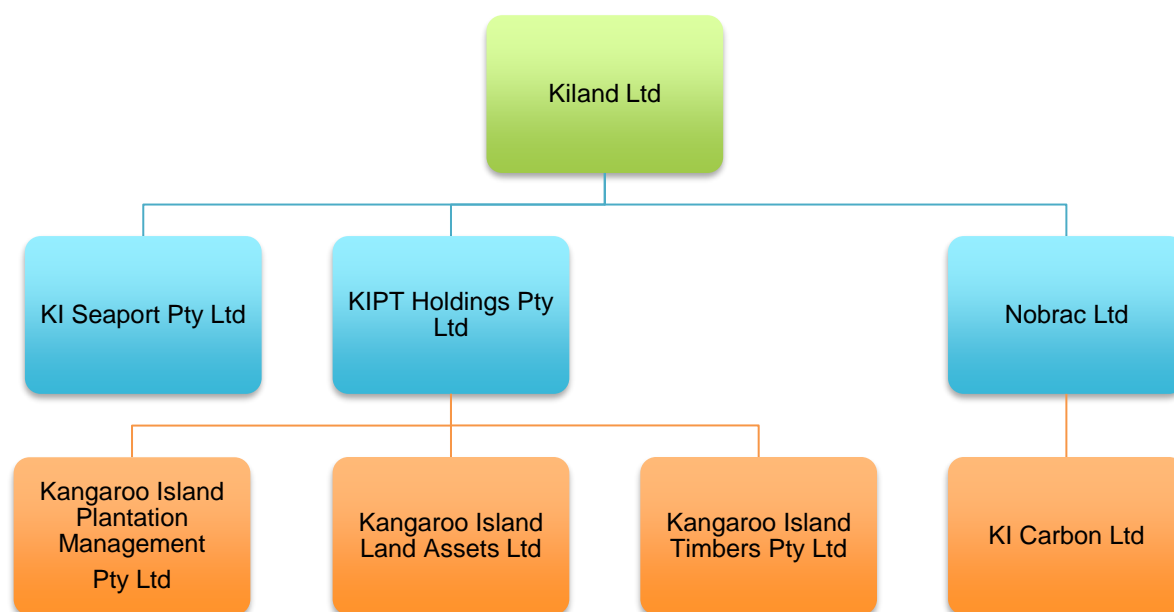 Kiland Ltd
KI Seaport Pty Ltd
KIPT Holdings Pty
Ltd
Nobrac Ltd
Kangaroo Island
Plantation
Management
Pty Ltd
Kangaroo Island
Land Assets Ltd
Kangaroo Island
Timbers Pty Ltd
KI Carbon Ltd